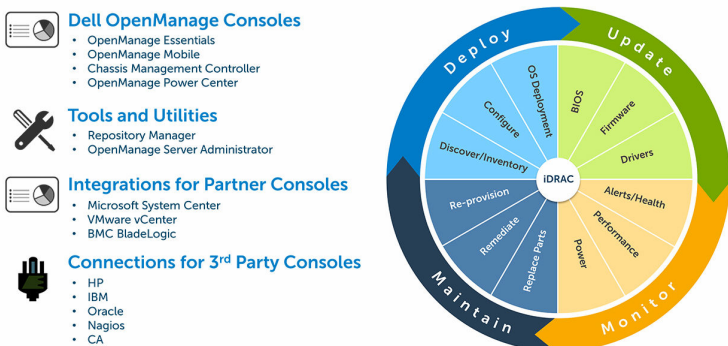 Dell OpenManage Consoles
• OpenManage Essentials
• OpenManage Mobile
• Chassis Management Controller
• OpenManage Power Center
Tools and Utilities
• Repository Manager
• OpenManage Server Administrator
Integrations for Partner Consoles
• Microsoft System Center
• VMware vCenter
• BMC BladeLogic
Connections for 3rd Party Consoles
• HP
• IBM
• Oracle
• Nagios
• CA
Deploy
Discover/Inventory
Configure
OS Deployment
Update
BIOS
Firmware
Drivers
iDRAC
Monitor
Alerts/Health
Performance
Power
Maintain
Replace Parts
Remediate
Re-provision